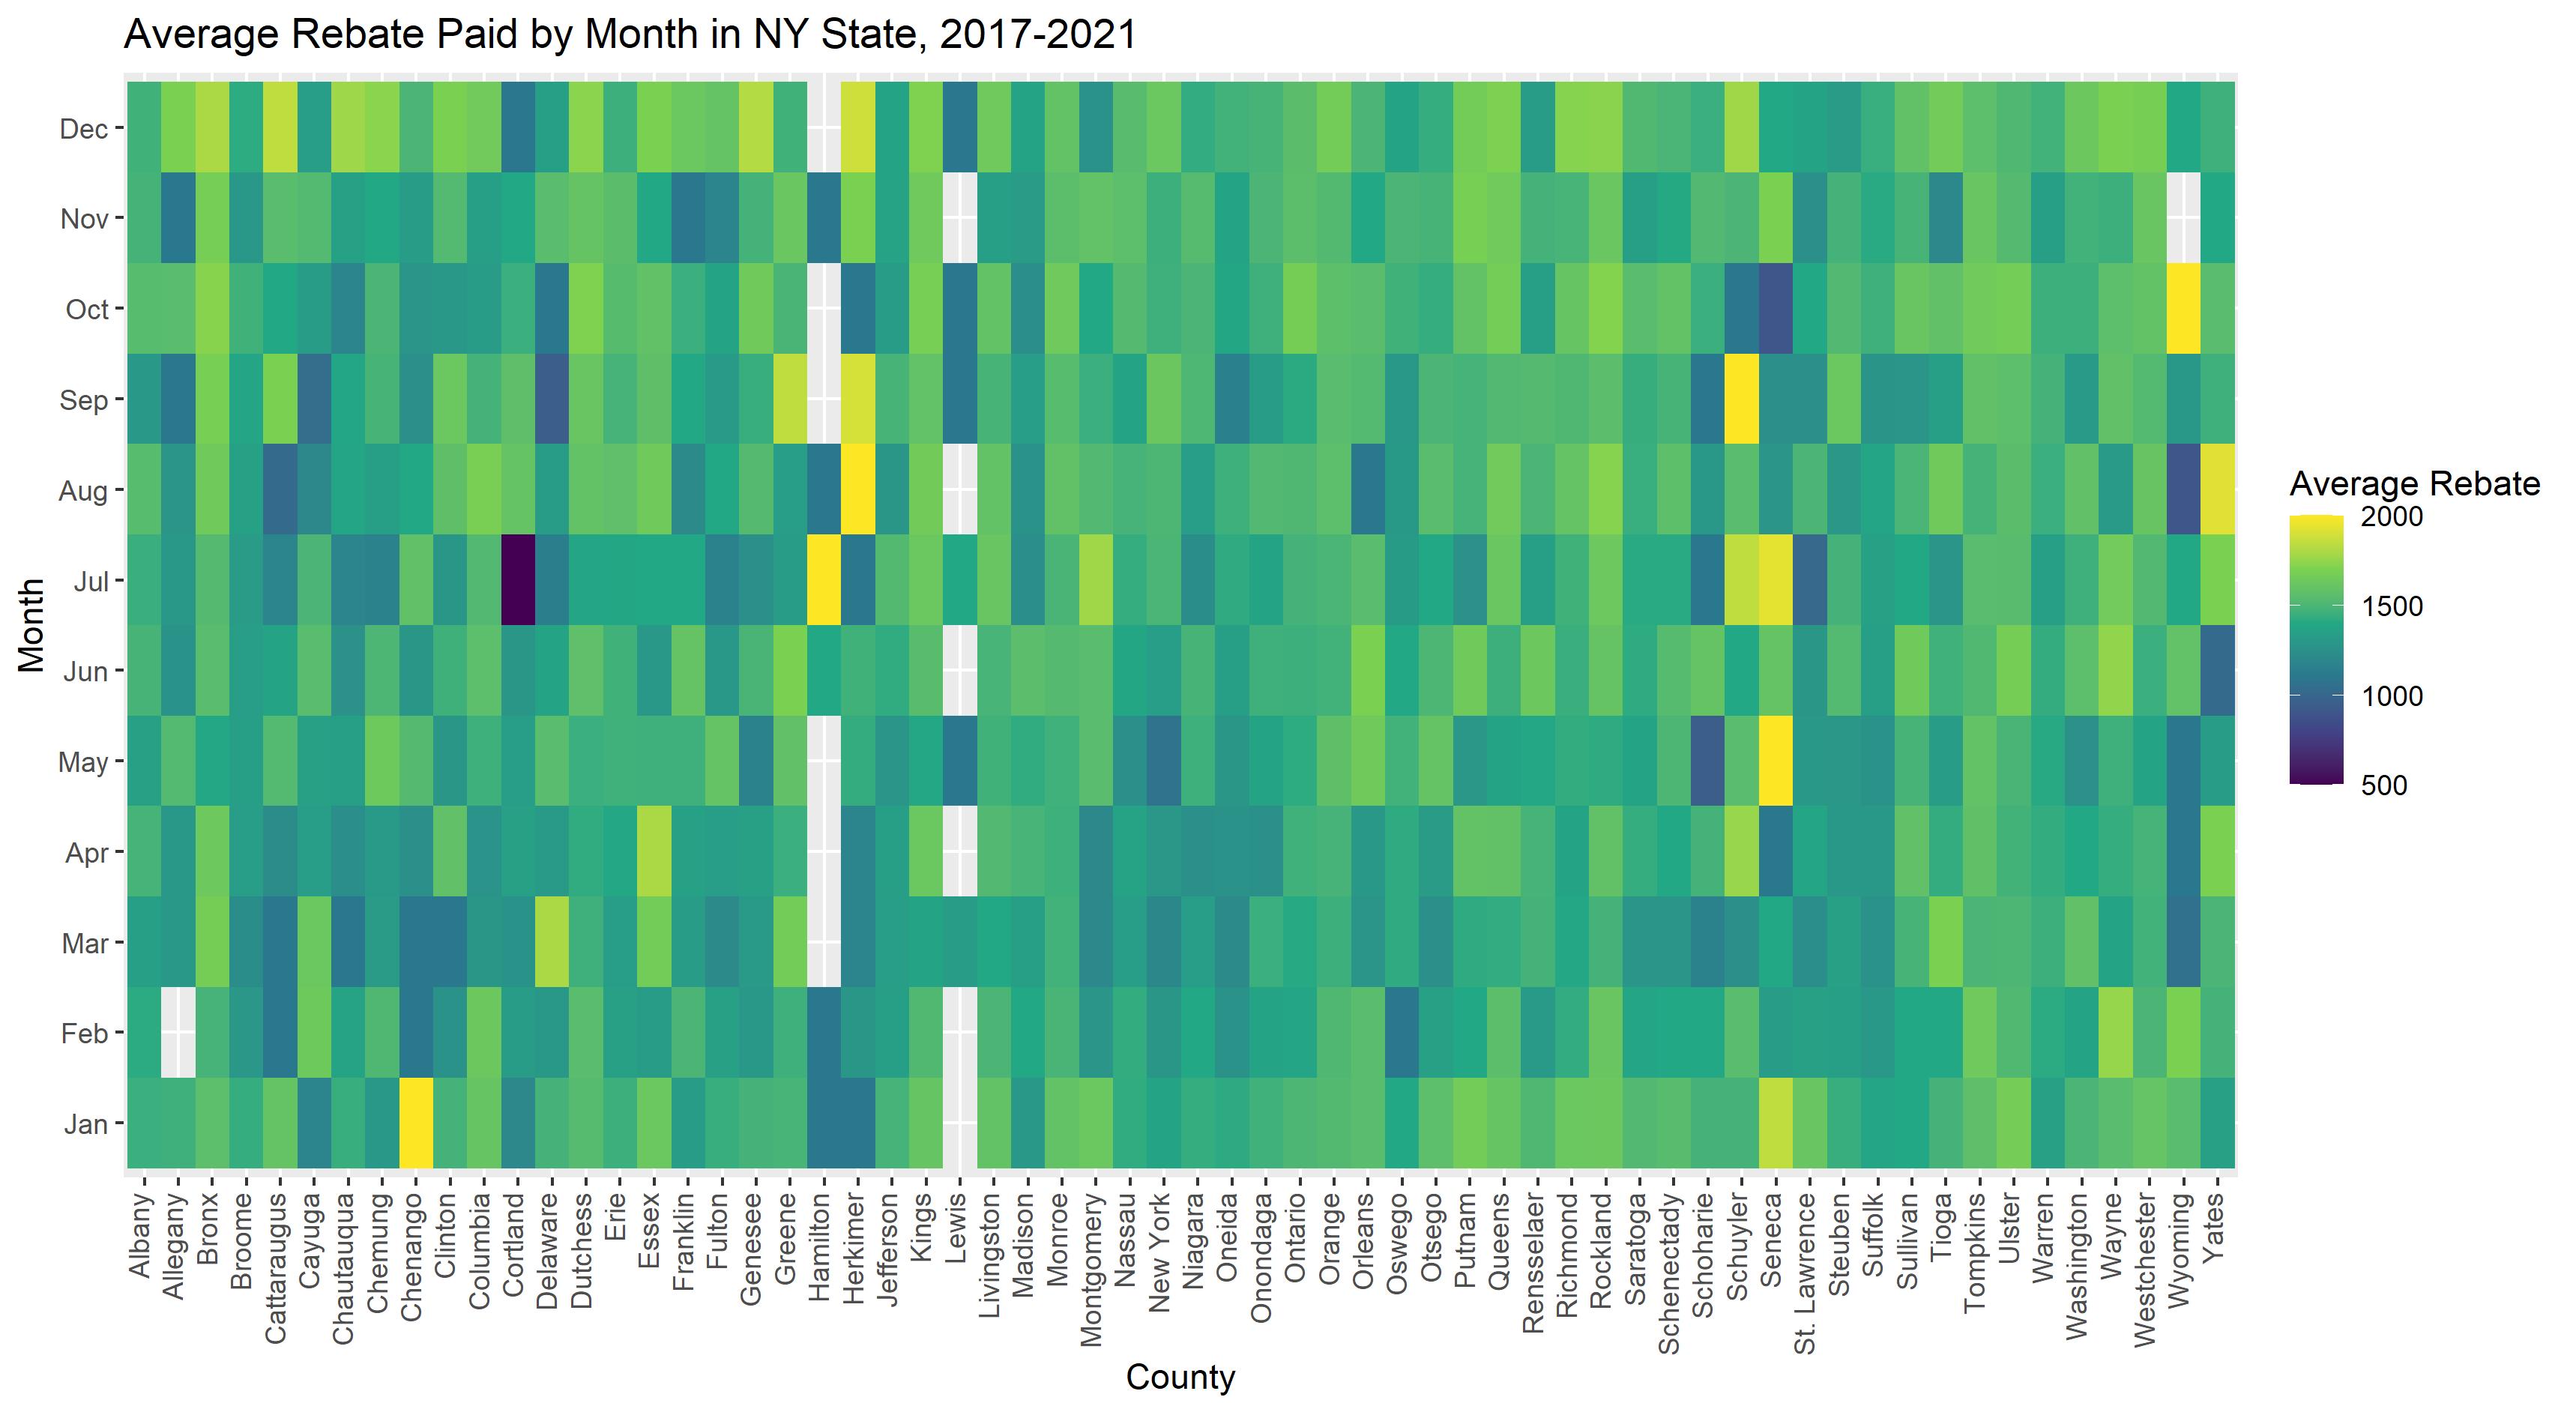 Average Rebate Paid by Month in NY State, 2017-2021
Month
Dec
Nov
Oct
Sep
Aug
Jul
Jun
May
Apr
Mar
Feb
Jan
Albany
Allegany
Bronx
Broome
Cattaraugus
Cayuga
Chautauqua
Chemung
Chenango
Clinton
Columbia
Cortland
Delaware
Dutchess
Erie
Essex
Franklin
Fulton
Genesee
Greene
Hamilton
Herkimer
Jefferson
Kings
Lewis
Livingston
Madison
Monroe
Montgomery
Nassau
New York
Niagara
Oneida
Onondaga
Ontario
Orange
Orleans
Oswego
Otsego
Putnam
Queens
Rensselaer
Richmond
Rockland
Saratoga
Schenectady
Schoharie
Schuyler
Seneca
St. Lawrence
Steuben
Suffolk
Sullivan
Tioga
Tompkins
Ulster
Warren
Washington
Wayne
Westchester
Wyoming
Yates
County
Average Rebate
2000
1500
1000
500